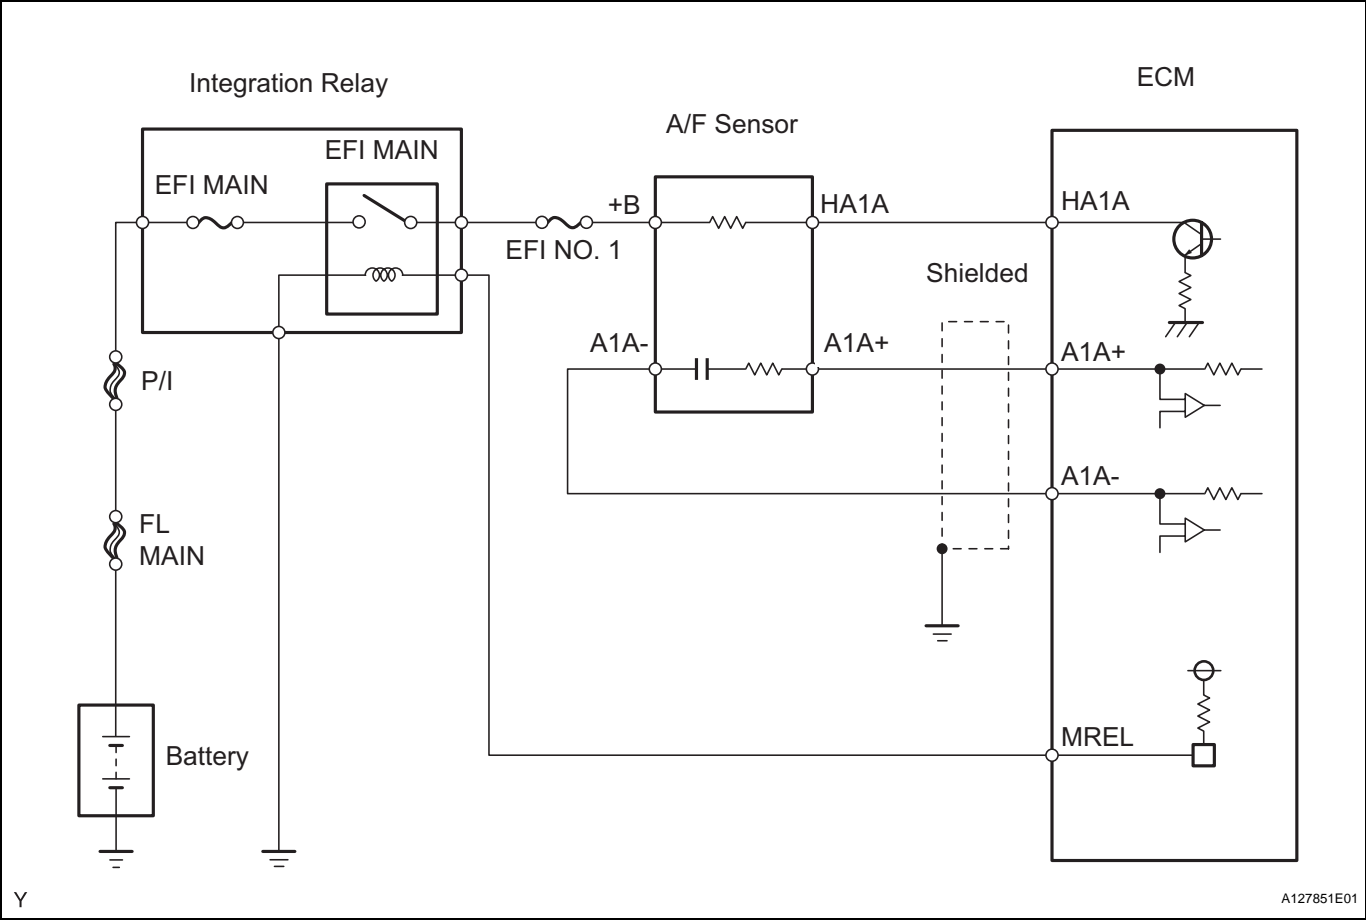 Integration Relay
ECM
A/F Sensor
EFI MAIN
EFI MAIN
+B
HA1A
HA1A
EFI NO. 1
Shielded
A1A-
A1A+
A1A+
P/I
A1A-
FL
MAIN
MREL
Battery
Y
A127851E01